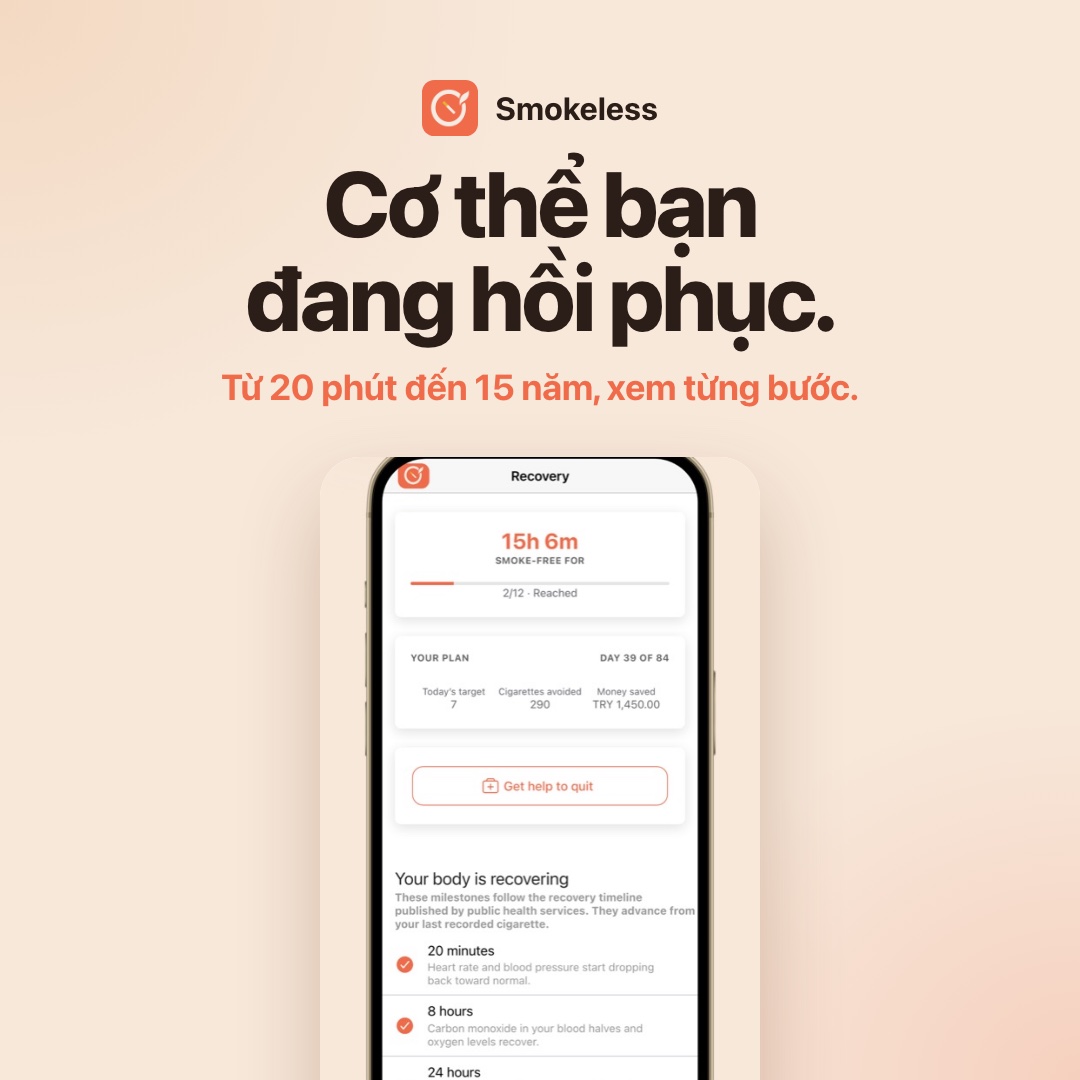 Smokeless
Cơ thể bạn
đang hồi phục.
Từ 20 phút đến 15 năm, xem từng bước.
Recovery
15h 6m
SMOKE-FREE FOR
2/12 · Reached
YOUR PLAN DAY 39 OF 84
Today's target Cigarettes avoided Money saved
7 290 TRY 1,450.00
Get help to quit
Your body is recovering
These milestones follow the recovery timeline
published by public health services. They advance from
your last recorded cigarette.
20 minutes
Heart rate and blood pressure start dropping
back toward normal.
8 hours
Carbon monoxide in your blood halves and
oxygen levels recover.
24 hours